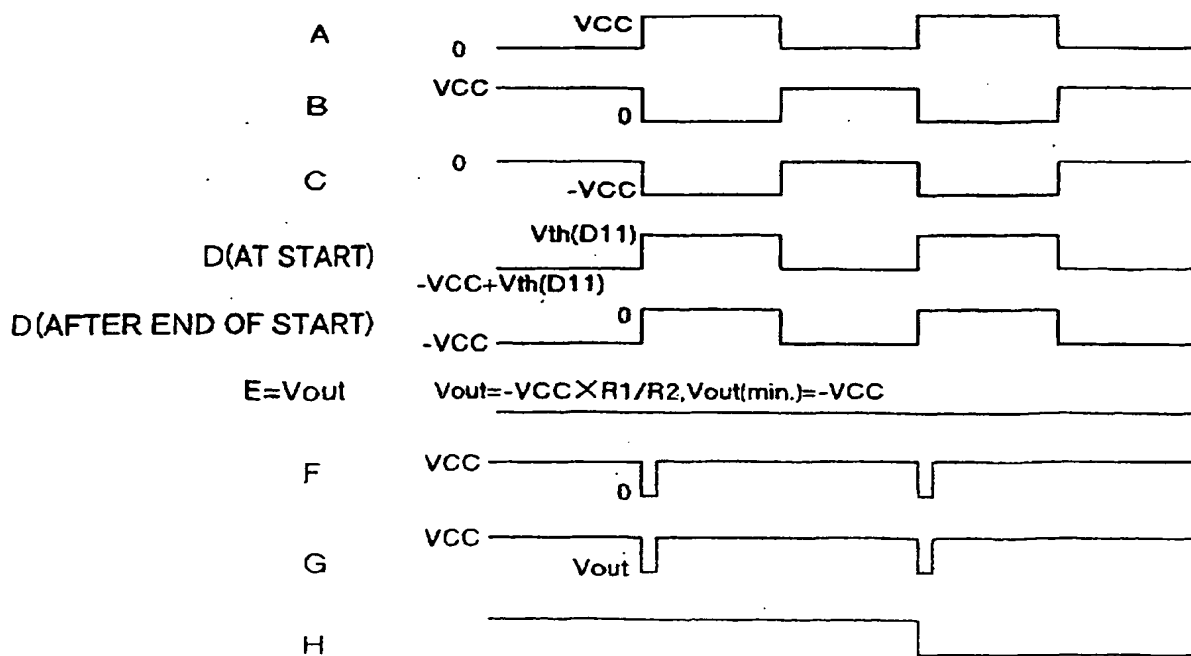 A
VCC
0
B
VCC
0
C
0
-VCC
D(AT START)
Vth(D11)
-VCC+Vth(D11)
D(AFTER END OF START)
0
-VCC
E=Vout
Vout=-VCC×R1/R2,Vout(min.)=-VCC
F
VCC
0
G
VCC
Vout
H